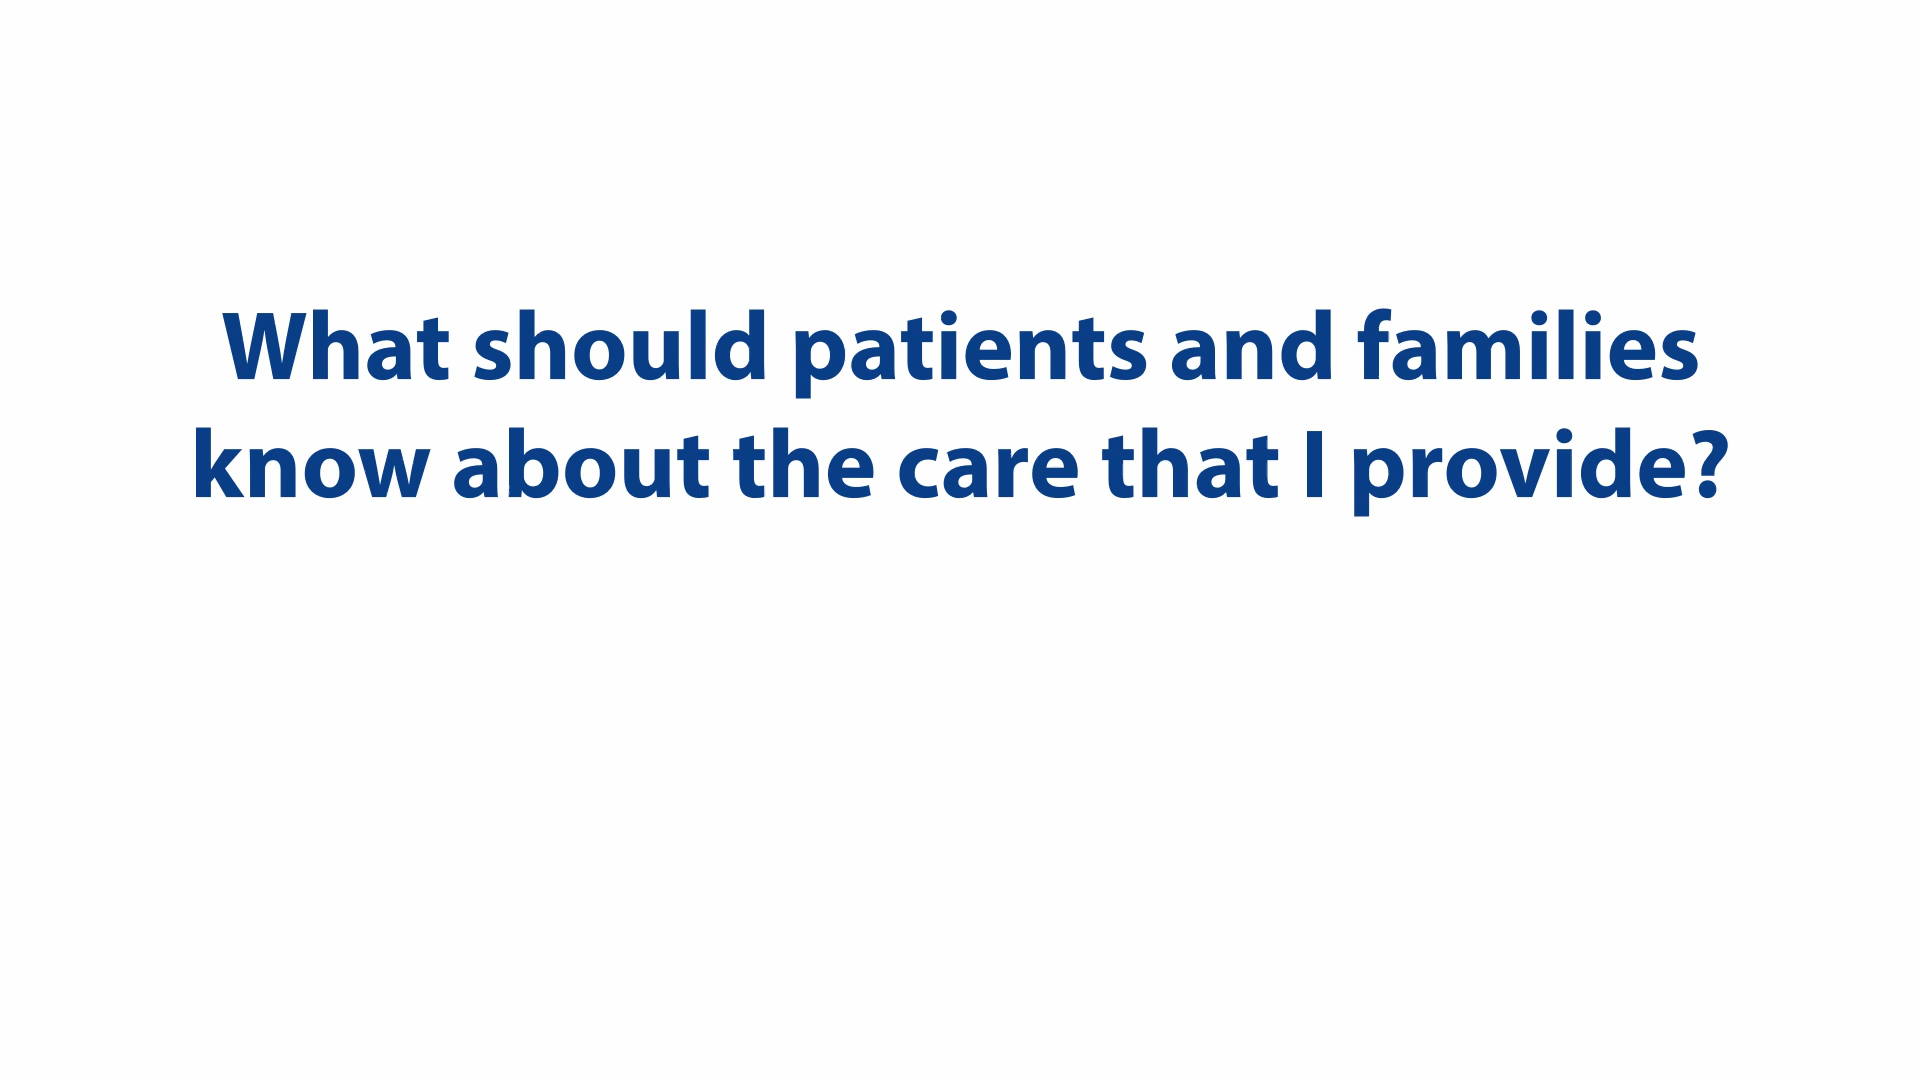 What should patients and families
know about the care that I provide?